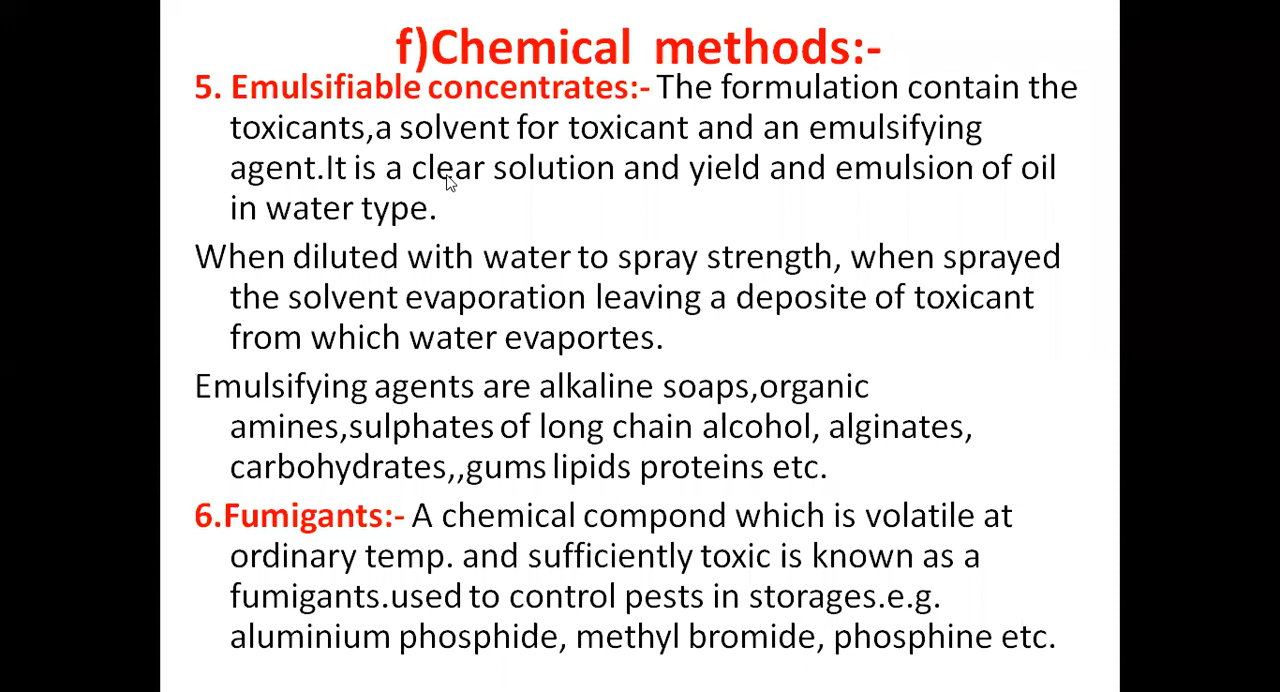 f)Chemical methods:-
5. Emulsifiable concentrates:- The formulation contain the
toxicants,a solvent for toxicant and an emulsifying
agent.It is a clear solution and yield and emulsion of oil
in water type.
When diluted with water to spray strength, when sprayed
the solvent evaporation leaving a deposite of toxicant
from which water evaportes.
Emulsifying agents are alkaline soaps,organic
amines,sulphates of long chain alcohol, alginates,
carbohydrates,,gums lipids proteins etc.
6.Fumigants:- A chemical compond which is volatile at
ordinary temp. and sufficiently toxic is known as a
fumigants.used to control pests in storages.e.g.
aluminium phosphide, methyl bromide, phosphine etc.